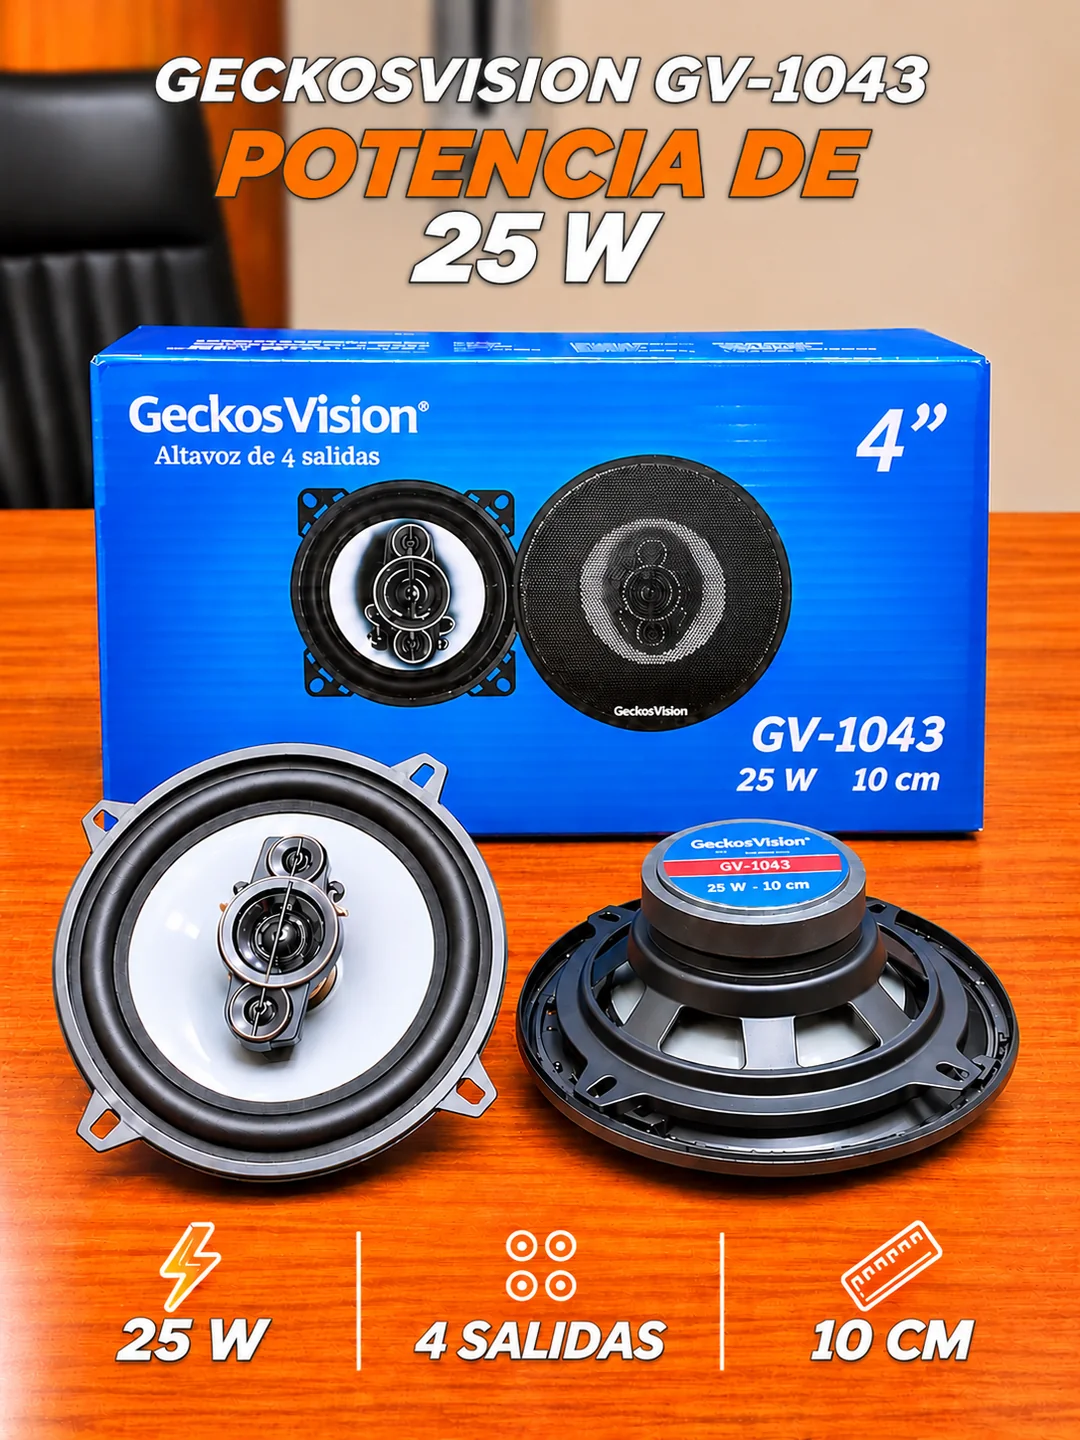 GECKOSVISION GV-1043
POTENCIA DE
25 W
GeckosVision®
Altavoz de 4 salidas
4”
GeckosVision
GV-1043
25 W 10 cm
GeckosVision®
GV-1043
25 W - 10 cm
25 W
4 SALIDAS
10 CM